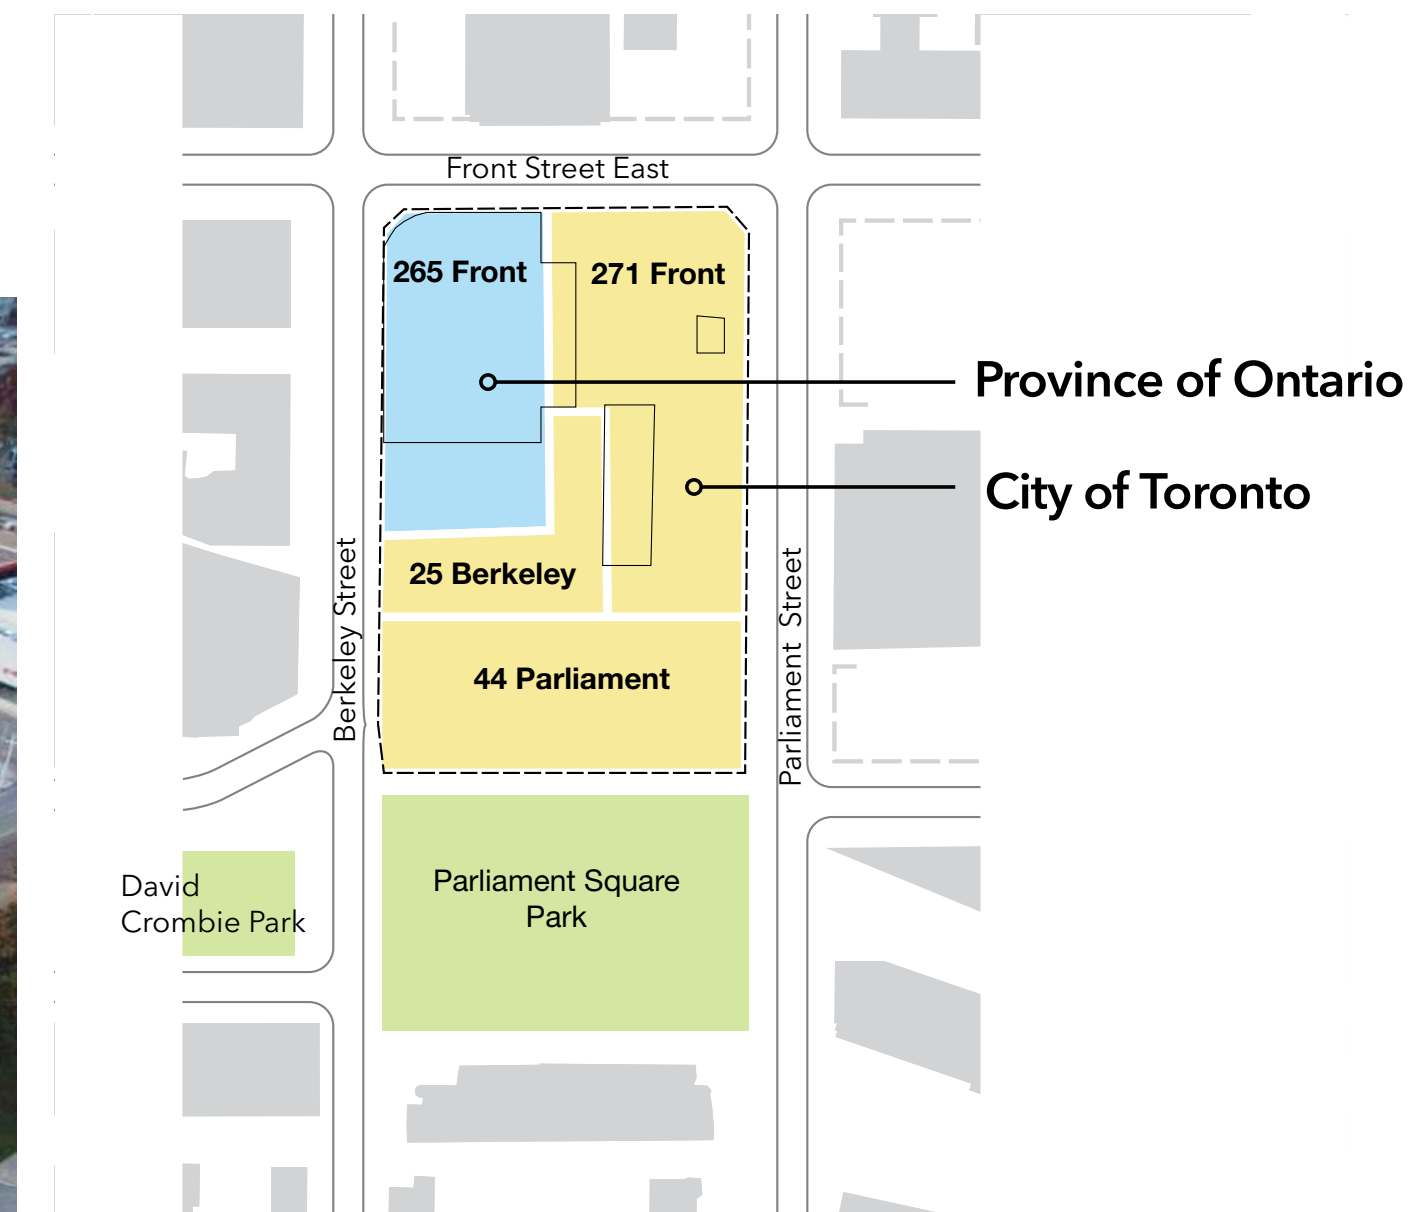 Front Street East
265 Front
271 Front
Province of Ontario
City of Toronto
25 Berkeley
Berkeley Street
Parliament Street
44 Parliament
David
Crombie Park
Parliament Square
Park